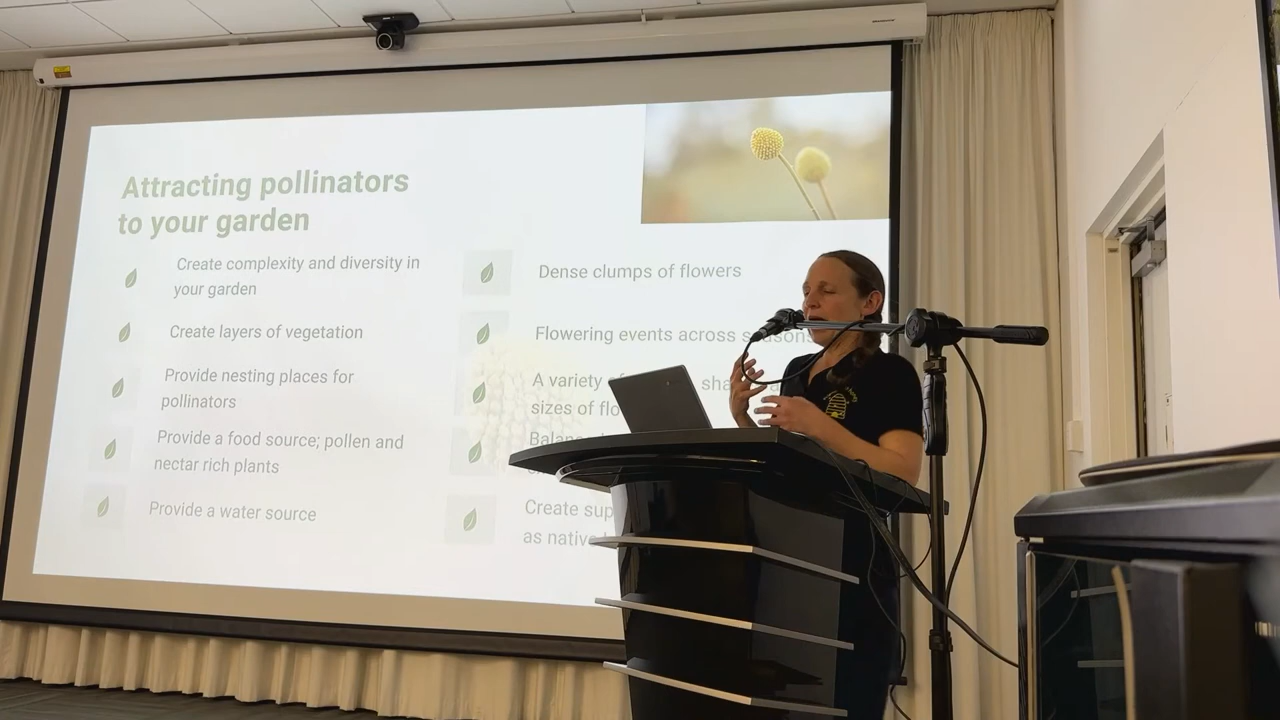 Attracting pollinators
to your garden
Create complexity and diversity in
your garden
Create layers of vegetation
Provide nesting places for
pollinators
Provide a food source; pollen and
nectar rich plants
Provide a water source
Dense clumps of flowers
Flowering events across seasons
A variety of
sizes of
Create
as